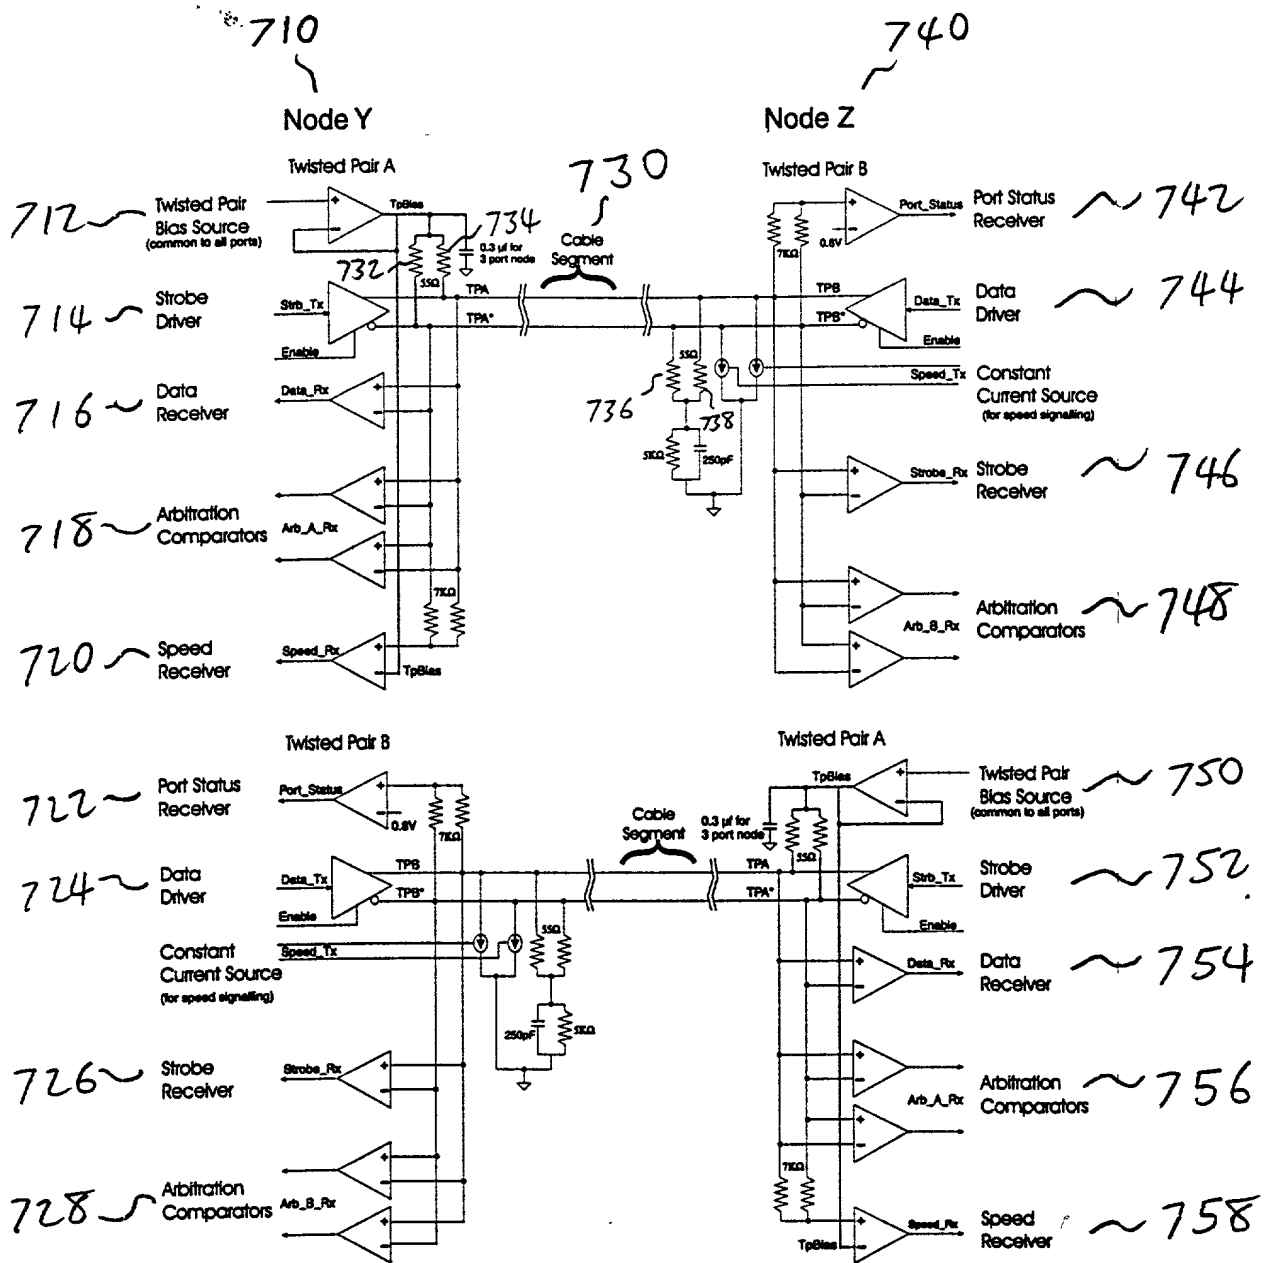 710
740
Node Y
Node Z
Twisted Pair A
730
Twisted Pair B
712
Twisted Pair
Bias Source
(common to all ports)
+
−
TpBias
734
0.3 µf for
3 port node
Cable
Segment
+
−
Port_Status
0.8V
7KΩ
Port Status
Receiver
742
732
55Ω
714
Strobe
Driver
Strb_Tx
TPA
TPA*
Enable
TPB
TPB*
Data_Tx
Enable
Data
Driver
744
716
Data
Receiver
Data_Rx
+
−
736
55Ω
738
Speed_Tx
Constant
Current Source
(for speed signalling)
5KΩ
250pF
718
Arbitration
Comparators
Arb_A_Rx
+
−
+
−
+
−
Strobe_Rx
Strobe
Receiver
746
7KΩ
+
−
+
−
Arb_B_Rx
Arbitration
Comparators
748
720
Speed
Receiver
Speed_Rx
+
−
TpBias
Twisted Pair B
Twisted Pair A
722
Port Status
Receiver
Port_Status
+
−
0.8V
7KΩ
Cable
Segment
0.3 µf for
3 port node
TpBias
+
−
55Ω
Twisted Pair
Bias Source
(common to all ports)
750
724
Data
Driver
Data_Tx
TPB
TPB*
Enable
TPA
TPA*
Strb_Tx
Enable
Strobe
Driver
752
Constant
Current Source
(for speed signalling)
Speed_Tx
55Ω
250pF
5KΩ
+
−
Data_Rx
Data
Receiver
754
726
Strobe
Receiver
Strobe_Rx
+
−
+
−
+
−
Arb_A_Rx
Arbitration
Comparators
756
728
Arbitration
Comparators
Arb_B_Rx
+
−
+
−
7KΩ
+
−
TpBias
Speed_Rx
Speed
Receiver
758